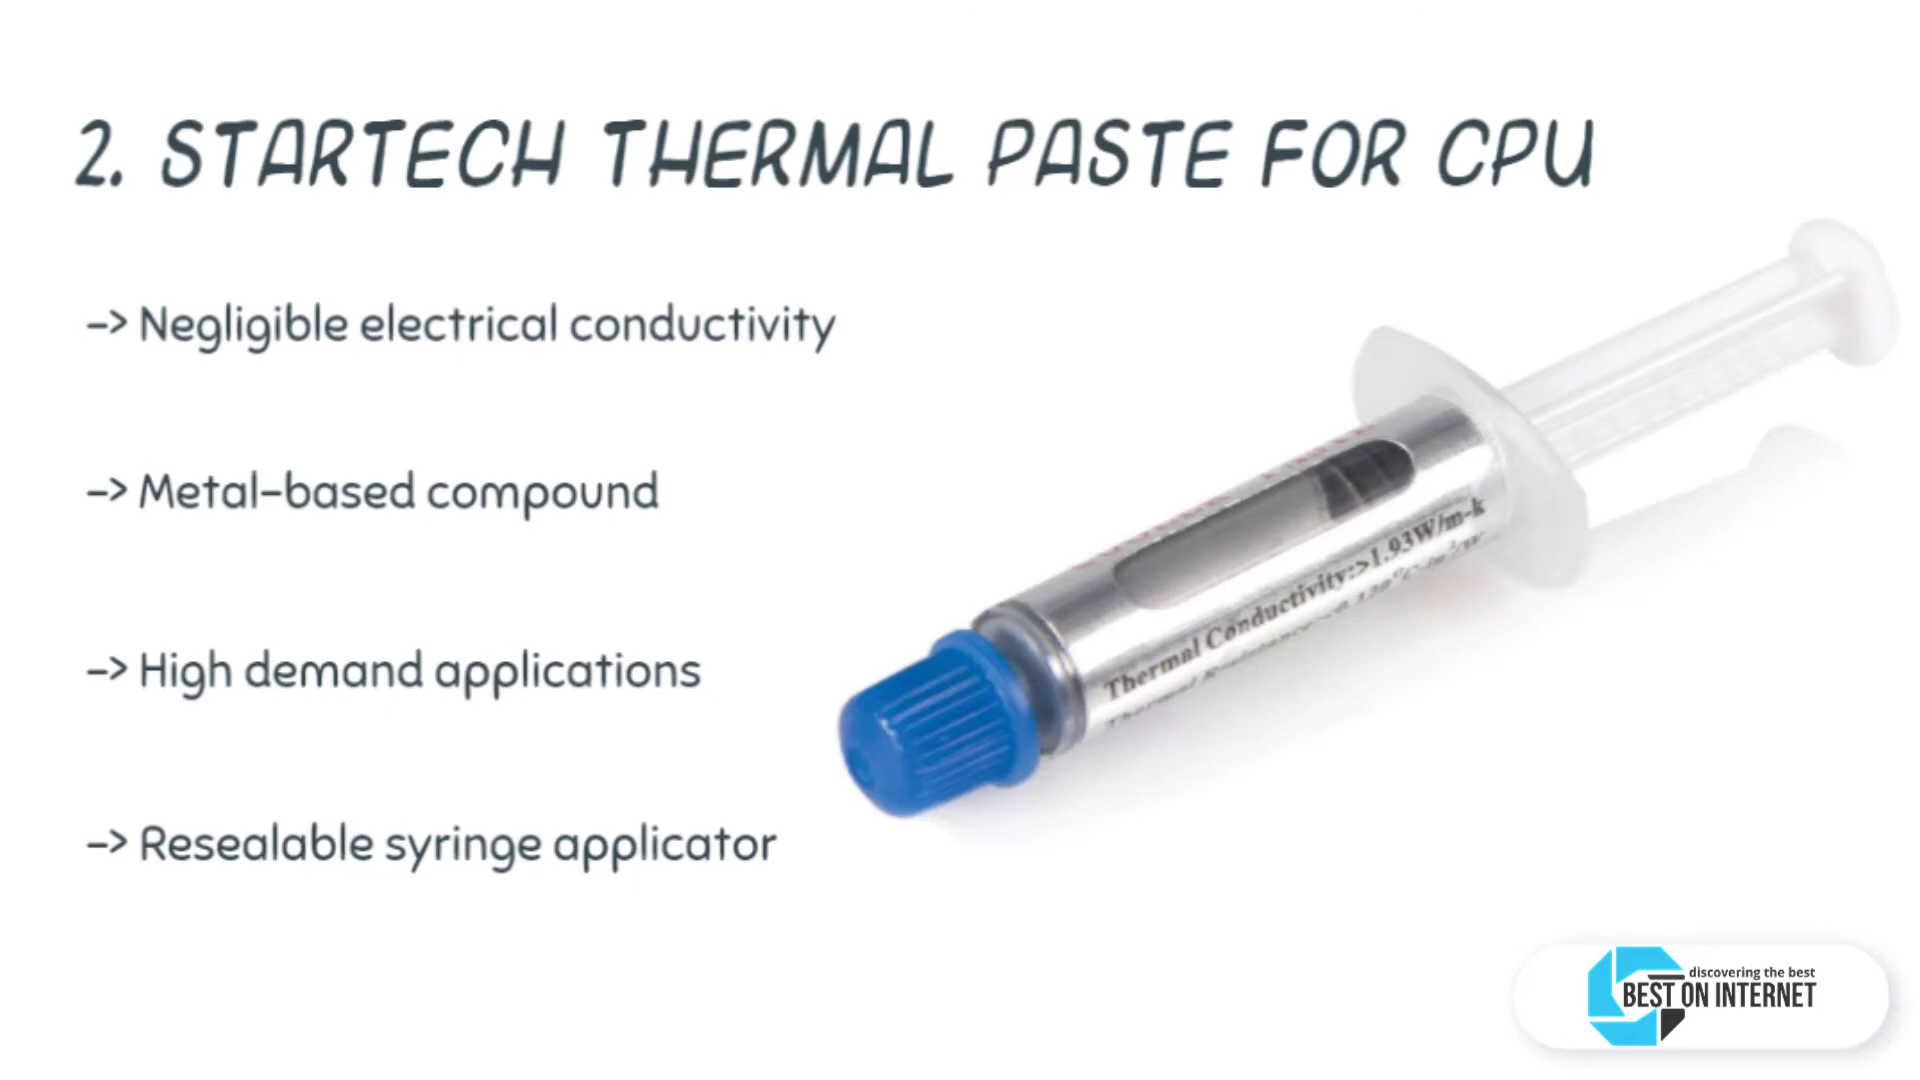 2. STARTECH THERMAL PASTE FOR CPU
-> Negligible electrical conductivity
-> Metal-based compound
-> High demand applications
-> Resealable syringe applicator
Thermal Conductivity:>1.93W/m-k
Thermal
discovering the best
BEST ON INTERNET